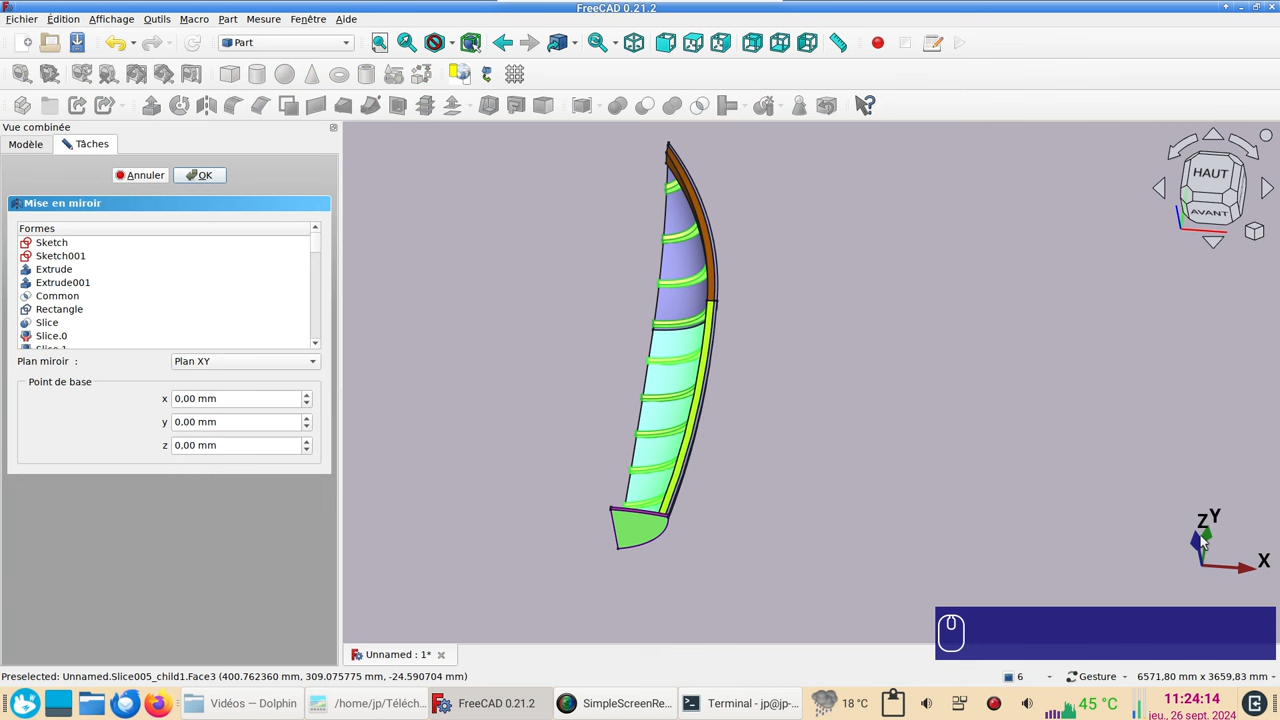 FreeCAD 0.21.2
Fichier Édition Affichage Outils Macro Part Mesure Fenêtre Aide
Part
Vue combinée
Modèle Tâches
Annuler OK
Mise en miroir
Formes
Sketch
Sketch001
Extrude
Extrude001
Common
Rectangle
Slice
Slice.0
Plan miroir : Plan XY
Point de base
x 0,00 mm
y 0,00 mm
z 0,00 mm
HAUT
AVANT
Z Y
X
Unnamed : 1*
Preselected: Unnamed.Slice005_child1.Face3 (400.762360 mm, 309.075775 mm, -24.590704 mm)
6 Gesture 6571,80 mm x 3659,83 mm
Vidéos — Dolphin
/home/jp/Téléch...
FreeCAD 0.21.2
SimpleScreenRe...
Terminal – jp@jp-...
18 °C
45 °C
11:24:14
jeu., 26 sept. 2024